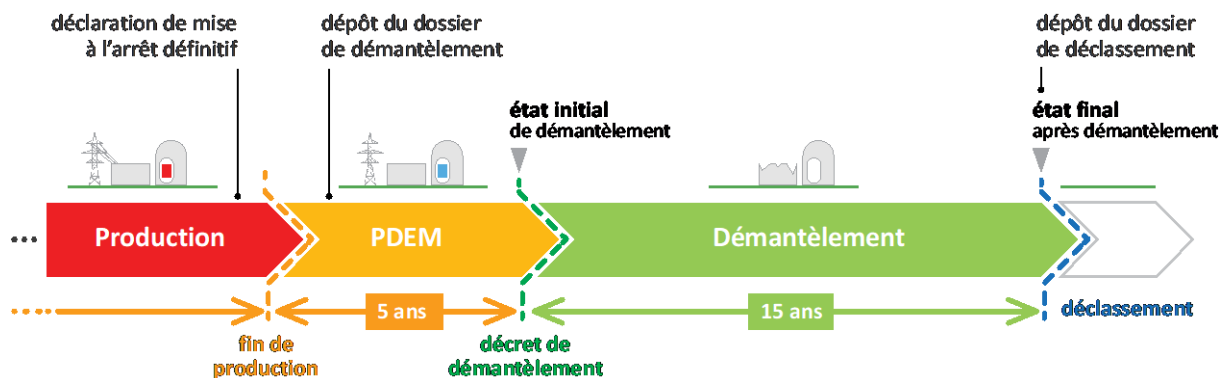 déclaration de mise
à l'arrêt définitif
dépôt du dossier
de démantèlement
dépôt du dossier
de déclassement
état initial
de démantèlement
état final
après démantèlement
...
Production
PDEM
Démantèlement
5 ans
15 ans
déclassement
fin de
production
décret de
démantèlement